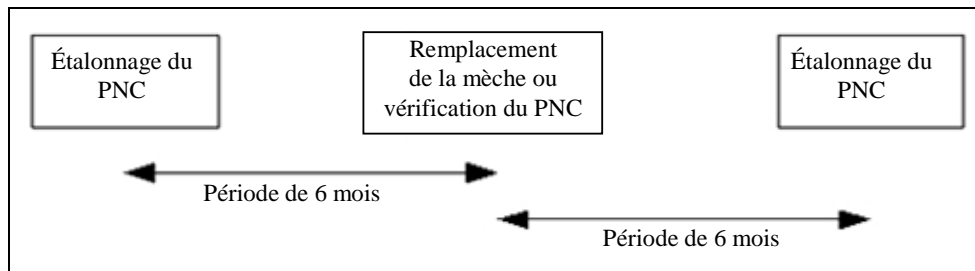 Étalonnage du
PNC
Remplacement
de la mèche ou
vérification du PNC
Étalonnage du
PNC
Période de 6 mois
Période de 6 mois